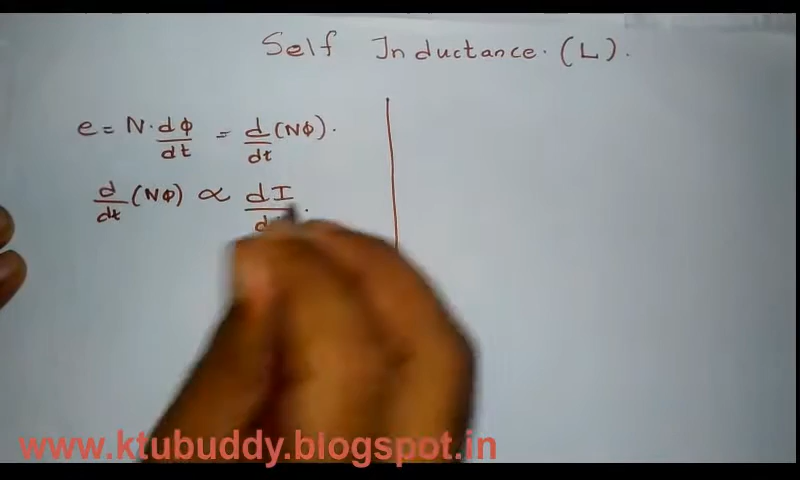 Self Inductance. (L).
e = N. dΦ/dt = d/dt (NΦ).
d/dt (NΦ) ∝ dI/d
www.ktubuddy.blogspot.in